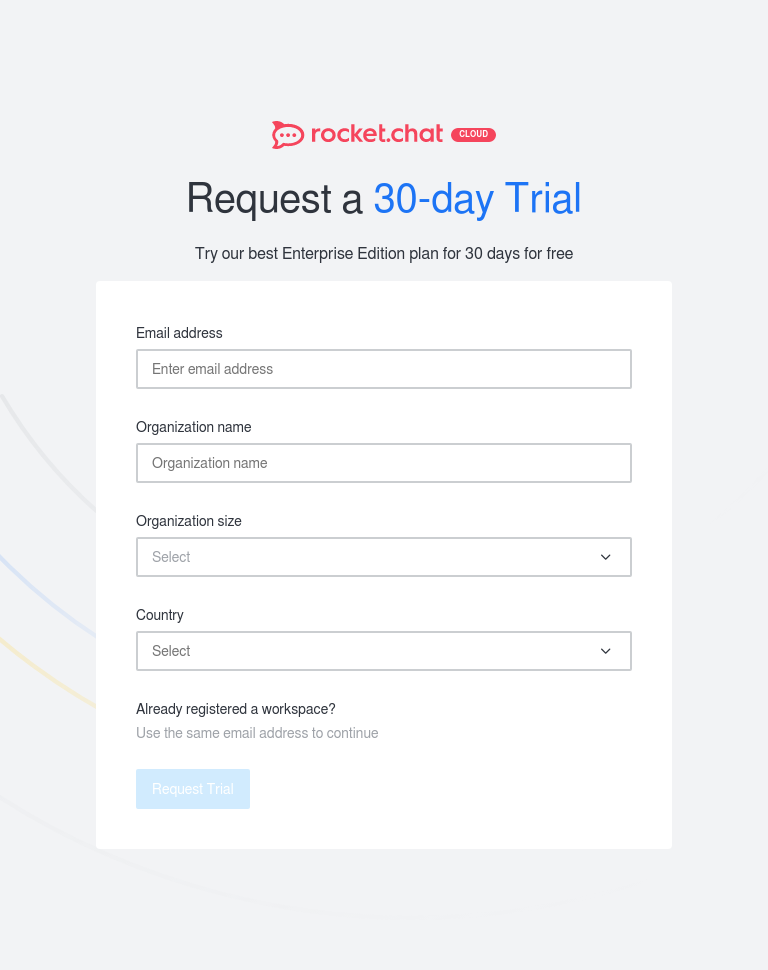 rocket.chat CLOUD
Request a 30-day Trial
Try our best Enterprise Edition plan for 30 days for free
Email address
Enter email address
Organization name
Organization name
Organization size
Select
Country
Select
Already registered a workspace?
Use the same email address to continue
Request Trial